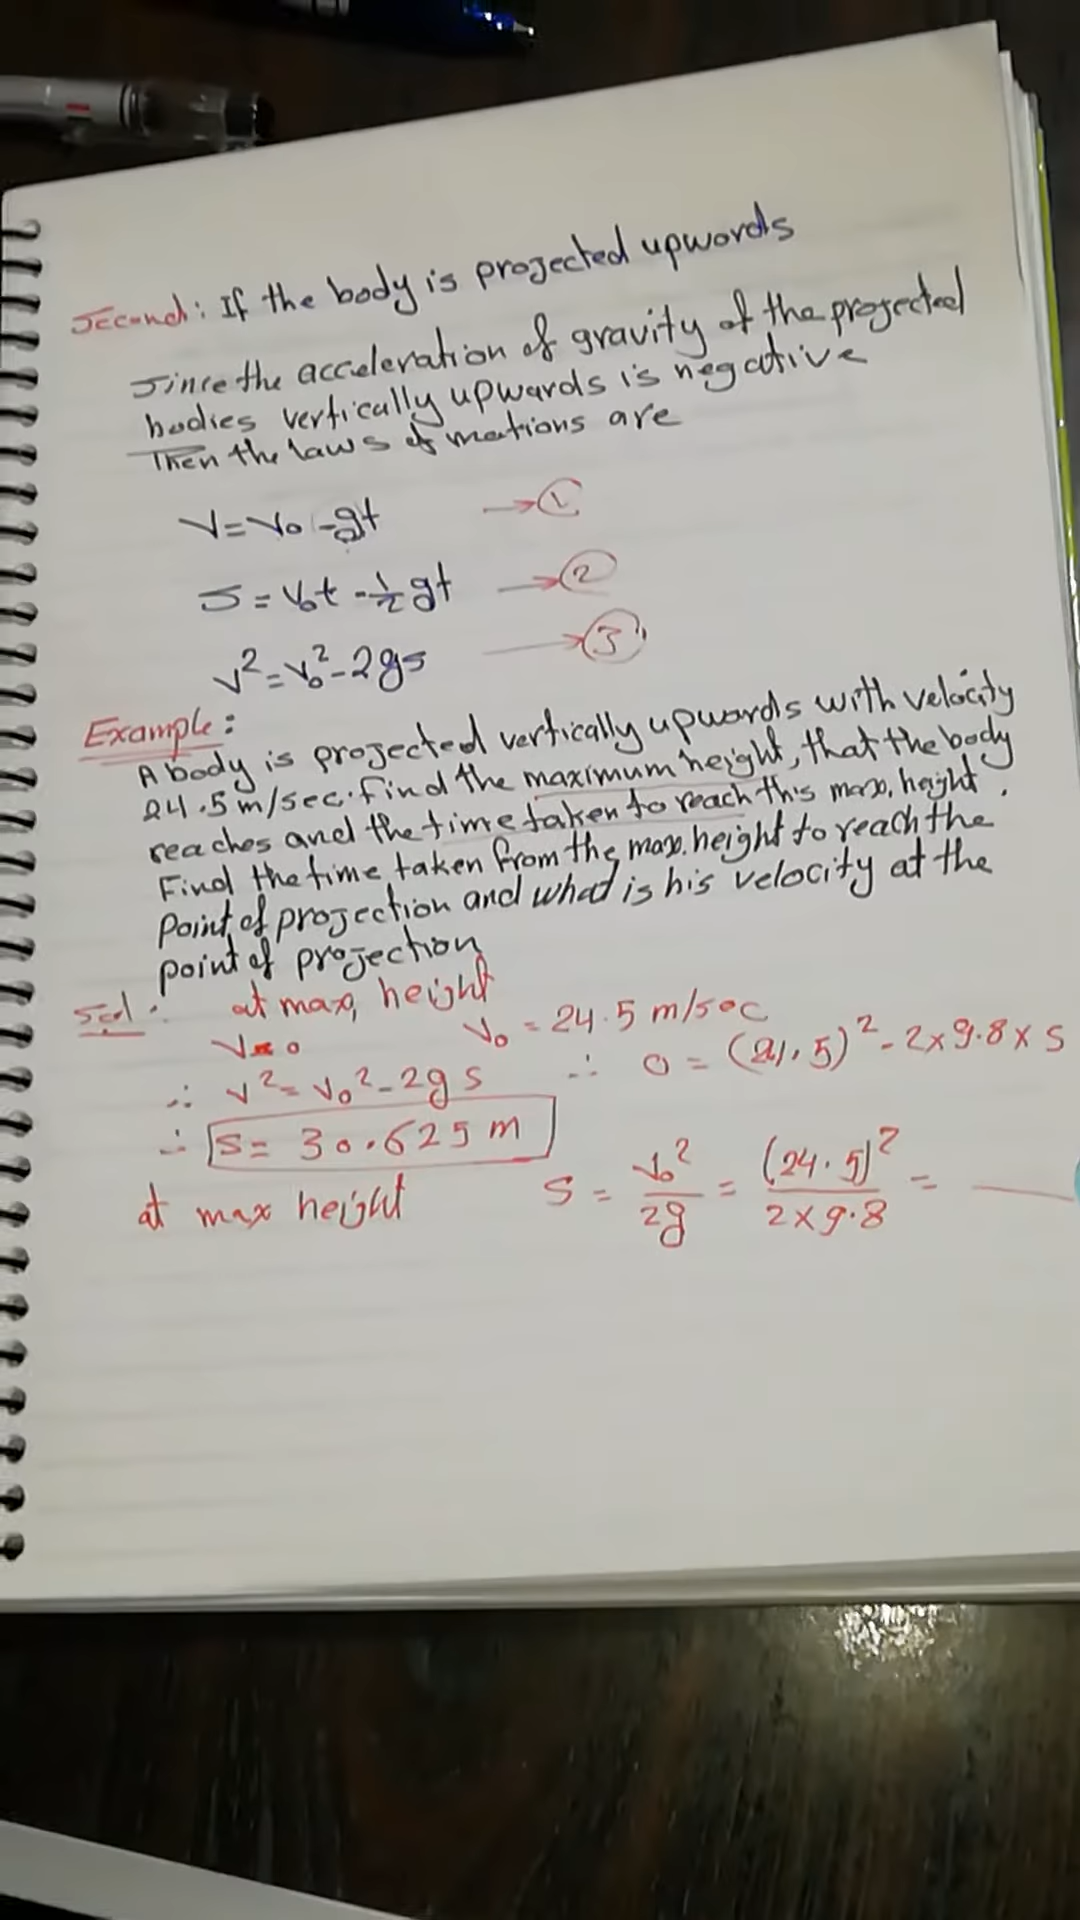 Second: If the body is projected upwords
Since the acceleration of gravity of the projected
bodies vertically upwards is negative
Then the laws of motions are
V = V₀ - gt → ①
S = V₀t - ½gt → ②
V² = V₀² - 2gs → ③
Example:
A body is projected vertically upwards with velocity
24.5 m/sec. find the maximum height, that the body
reaches and the time taken to reach this max. height.
Find the time taken from the max. height to reach the
point of projection and what is his velocity at the
point of projection
Sol. at max, height
V = 0 V₀ = 24.5 m/sec
∴ V² = V₀² - 2gs ∴ 0 = (24.5)² - 2×9.8×S
∴ S = 30.625 m
at max height S = V₀²/2g = (24.5)²/2×9.8 =